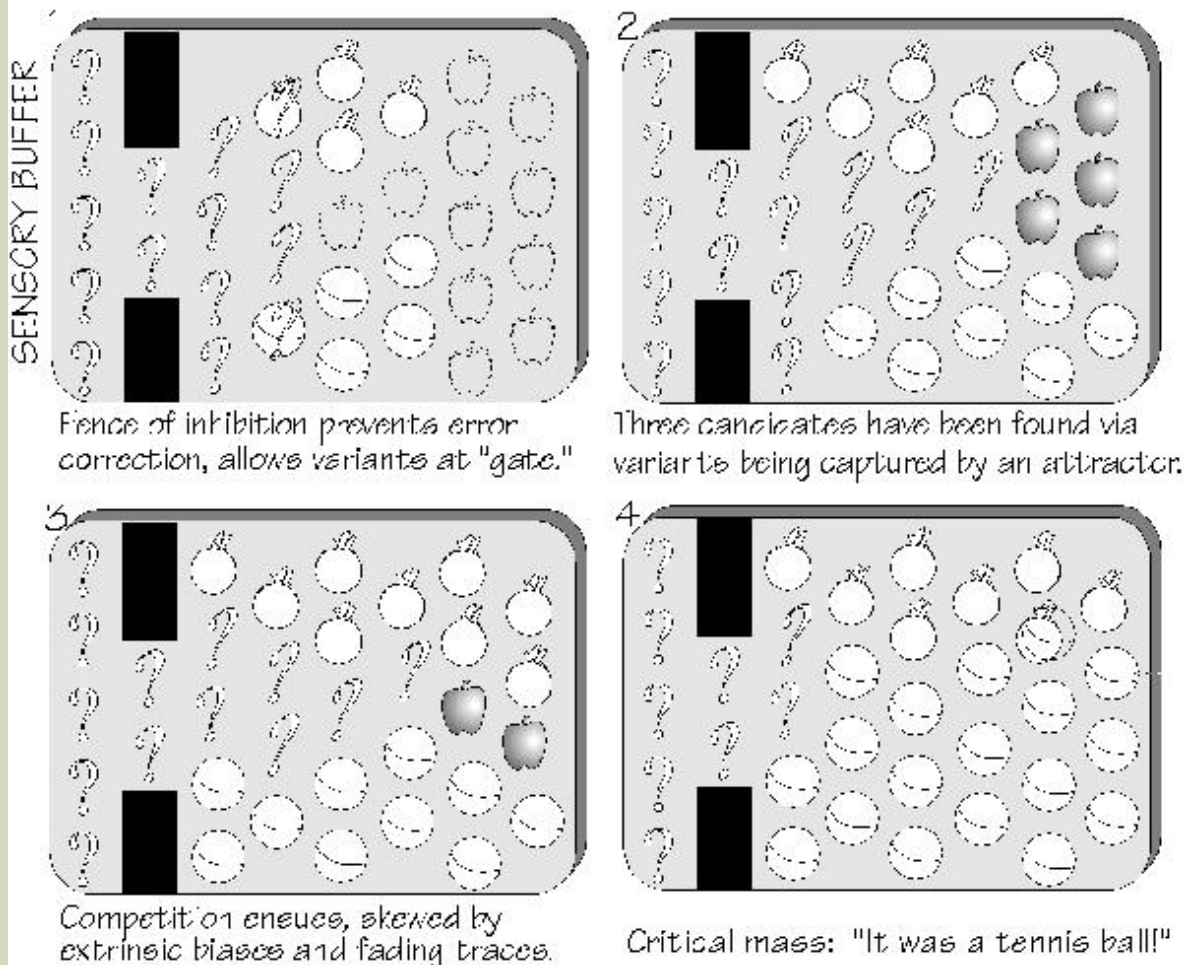 SENSORY BUFFER
1
2
Fence of inhibition prevents error
correction, allows variants at "gate."
Three candidates have been found via
variants being captured by an attractor.
3
4
Competition ensues, skewed by
extrinsic biases and fading traces.
Critical mass: "It was a tennis ball!"